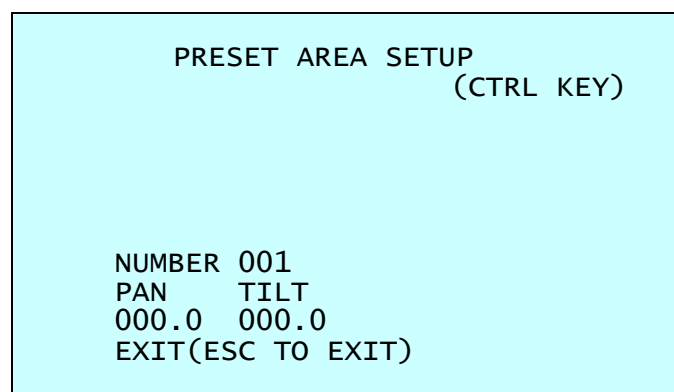 PRESET AREA SETUP
(CTRL KEY)
NUMBER 001
PAN TILT
000.0 000.0
EXIT(ESC TO EXIT)